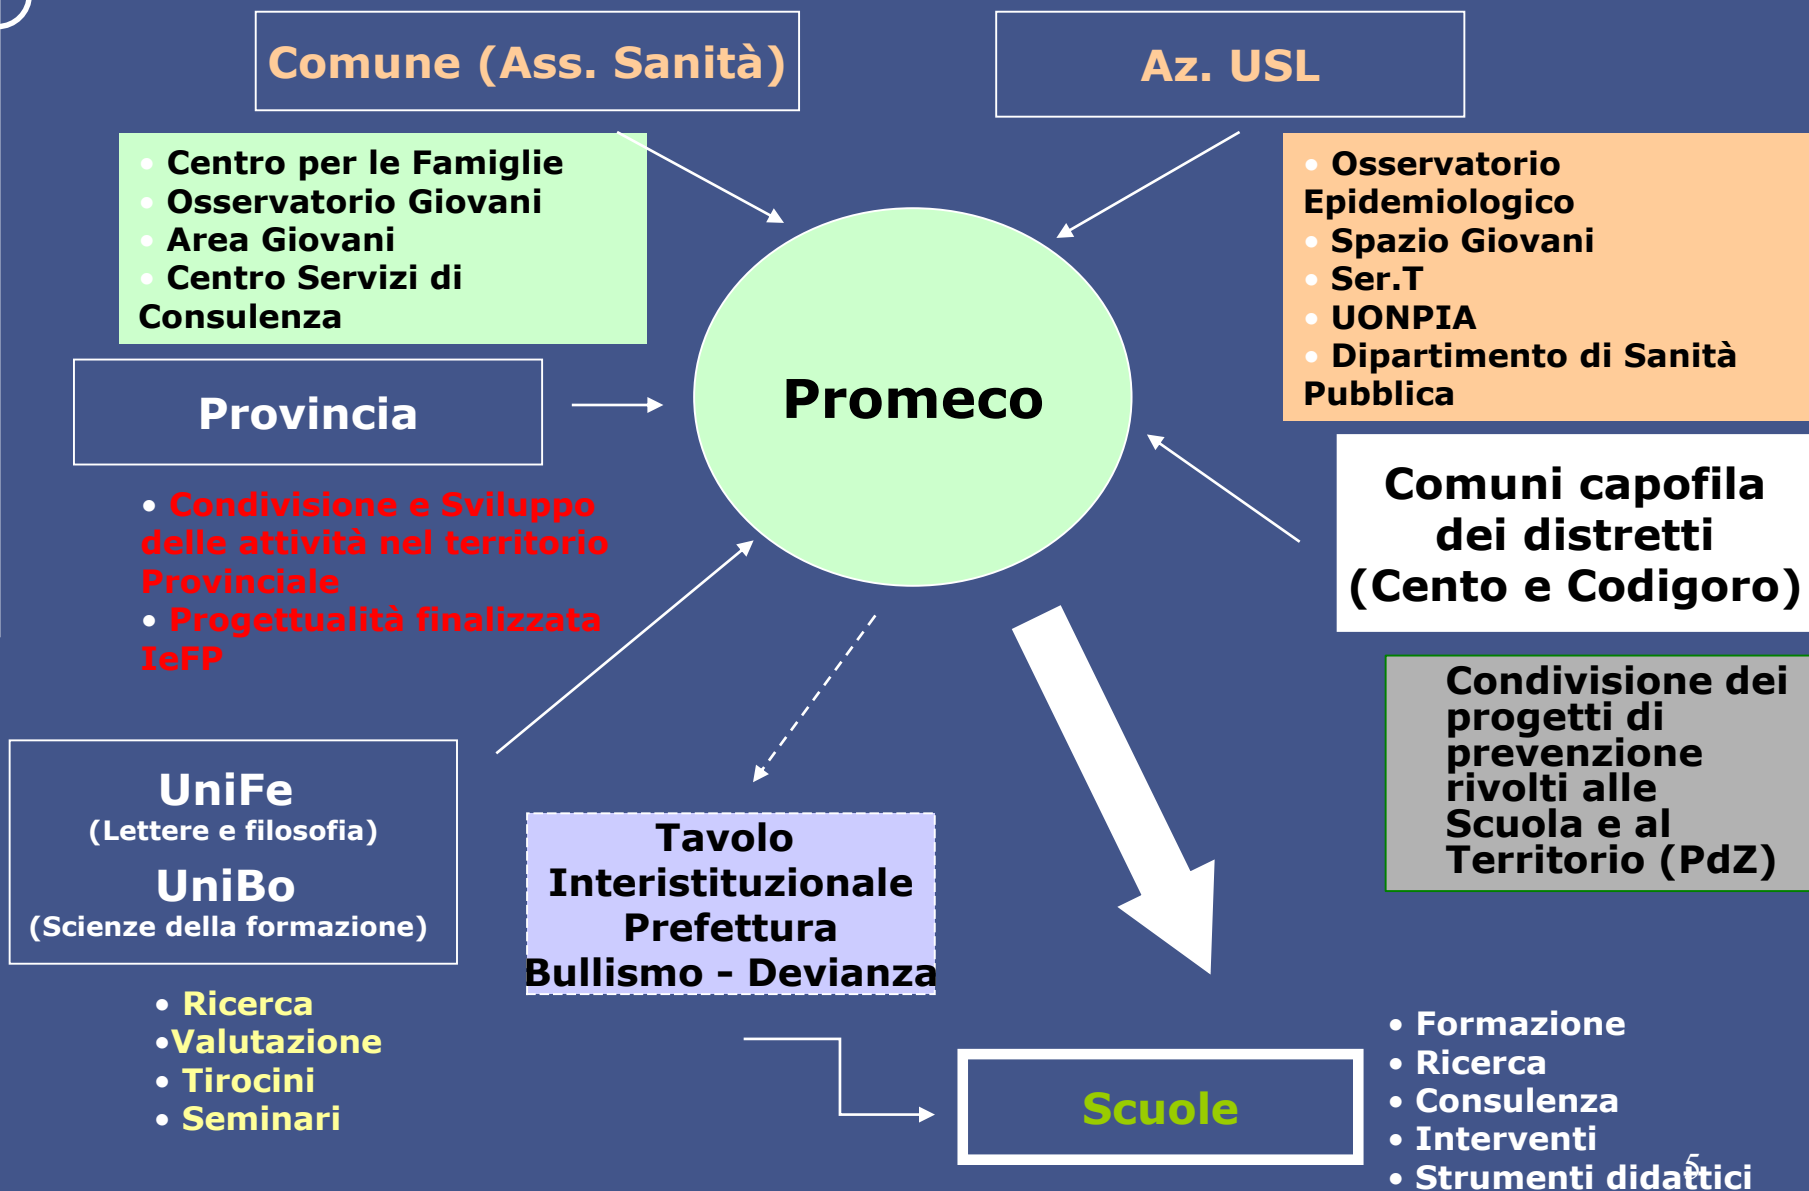 Comune (Ass. Sanità)
Az. USL
• Centro per le Famiglie
• Osservatorio Giovani
• Area Giovani
• Centro Servizi di
Consulenza
• Osservatorio
Epidemiologico
• Spazio Giovani
• Ser.T
• UONPIA
• Dipartimento di Sanità
Pubblica
Promeco
Provincia
• Condivisione e Sviluppo
delle attività nel territorio
Provinciale
• Progettualità finalizzata
IeFP
Comuni capofila
dei distretti
(Cento e Codigoro)
Condivisione dei
progetti di
prevenzione
rivolti alle
Scuola e al
Territorio (PdZ)
UniFe
(Lettere e filosofia)
UniBo
(Scienze della formazione)
• Ricerca
•Valutazione
• Tirocini
• Seminari
Tavolo
Interistituzionale
Prefettura
Bullismo – Devianza
Scuole
• Formazione
• Ricerca
• Consulenza
• Interventi
• Strumenti didattici
5